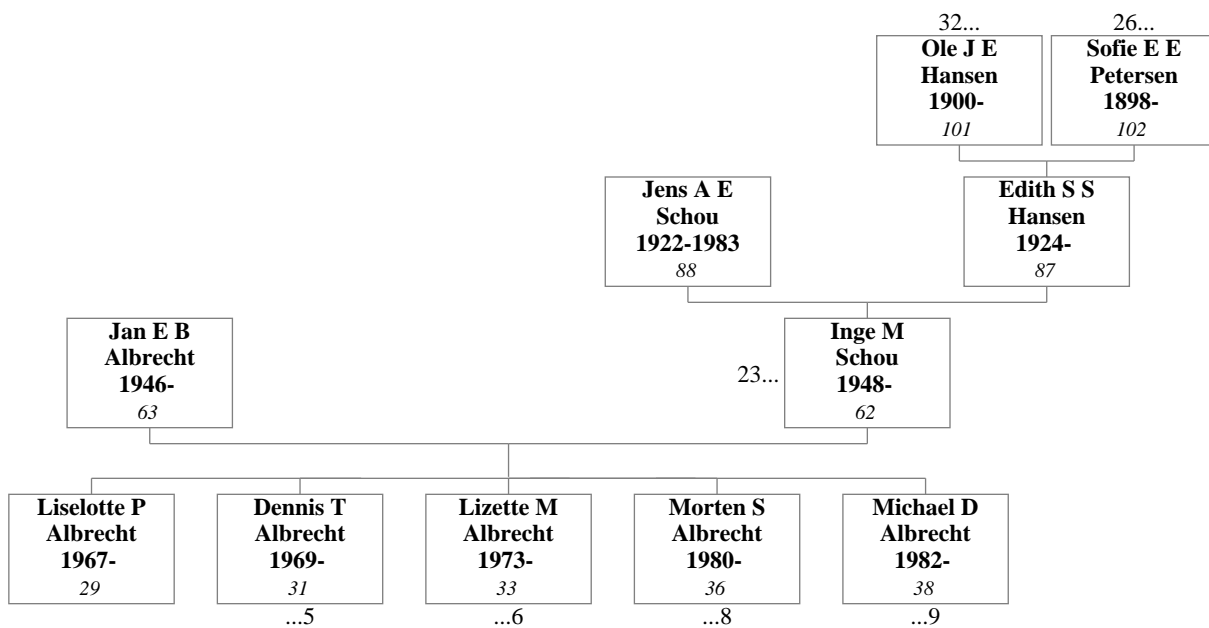 32...
Ole J E
Hansen
1900-
101
26...
Sofie E E
Petersen
1898-
102
Jens A E
Schou
1922-1983
88
Edith S S
Hansen
1924-
87
Jan E B
Albrecht
1946-
63
23...
Inge M
Schou
1948-
62
Liselotte P
Albrecht
1967-
29
Dennis T
Albrecht
1969-
31
...5
Lizette M
Albrecht
1973-
33
...6
Morten S
Albrecht
1980-
36
...8
Michael D
Albrecht
1982-
38
...9